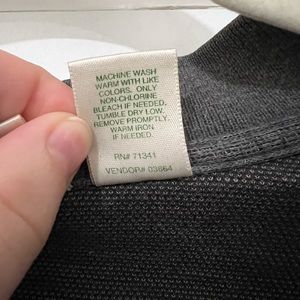 MACHINE WASH
WARM WITH LIKE
COLORS. ONLY
NON-CHLORINE
BLEACH IF NEEDED.
TUMBLE DRY LOW.
REMOVE PROMPTLY.
WARM IRON
IF NEEDED.
RN# 71341
VENDOR# 03664